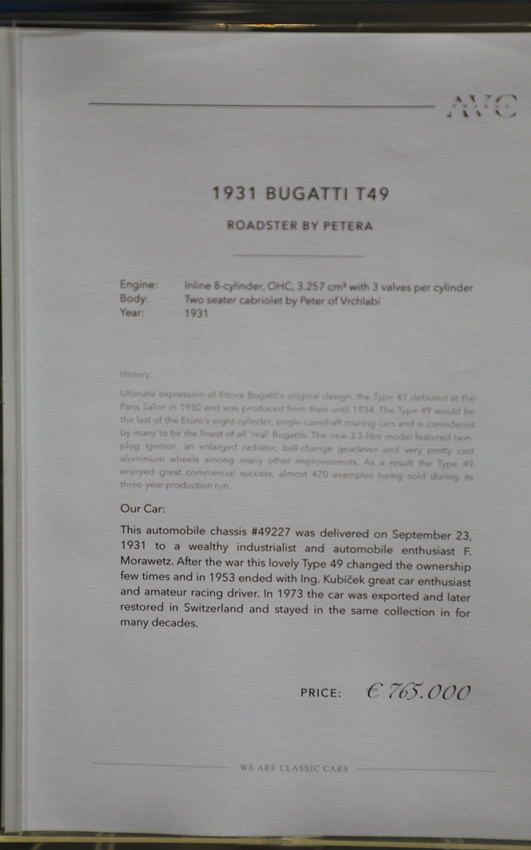 AVC
1931 BUGATTI T49
ROADSTER BY PETERA
Engine: Inline 8-cylinder, OHC, 3.257 cm³ with 3 valves per cylinder
Body: Two seater cabriolet by Peter of Vrchlabí
Year: 1931
History:
Ultimate expression of Ettore Bugatti's original design, the Type 49 debuted at the
Paris Salon in 1930 and was produced from then until 1934. The Type 49 would be
the last of the Etore's eight-cylinder, single-camshaft touring cars and is considered
by many to be the finest of all 'real' Bugattis. The new 3.3-litre model featured twin-
plug ignition, an enlarged radiator, ball-change gearlever and very pretty cast
aluminium wheels among many other improvements. As a result the Type 49
enjoyed great commercial success, almost 470 examples being sold during its
three-year production run.
Our Car:
This automobile chassis #49227 was delivered on September 23,
1931 to a wealthy industrialist and automobile enthusiast F.
Morawetz. After the war this lovely Type 49 changed the ownership
few times and in 1953 ended with Ing. Kubíček great car enthusiast
and amateur racing driver. In 1973 the car was exported and later
restored in Switzerland and stayed in the same collection in for
many decades.
PRICE: € 765.000
WE ARE CLASSIC CARS